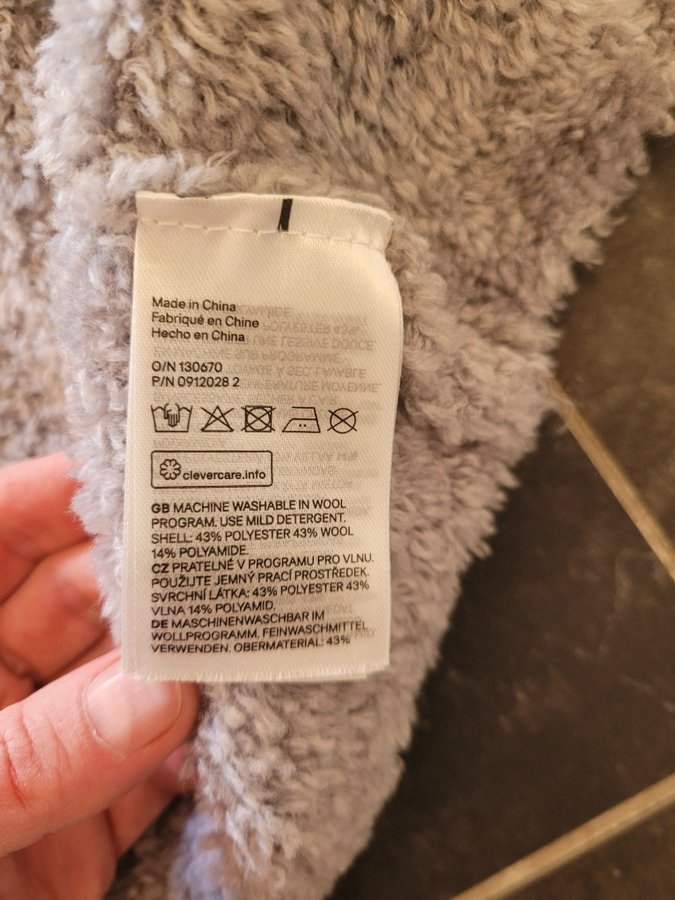 Made in China
Fabriqué en Chine
Hecho en China
O/N 130670
P/N 0912028 2
clevercare.info
GB MACHINE WASHABLE IN WOOL
PROGRAM. USE MILD DETERGENT.
SHELL: 43% POLYESTER 43% WOOL
14% POLYAMIDE.
CZ PRATELNÉ V PROGRAMU PRO VLNU.
POUŽIJTE JEMNÝ PRACÍ PROSTŘEDEK.
SVRCHNÍ LÁTKA: 43% POLYESTER 43%
VLNA 14% POLYAMID.
DE MASCHINENWASCHBAR IM
WOLLPROGRAMM. FEINWASCHMITTEL
VERWENDEN. OBERMATERIAL: 43%